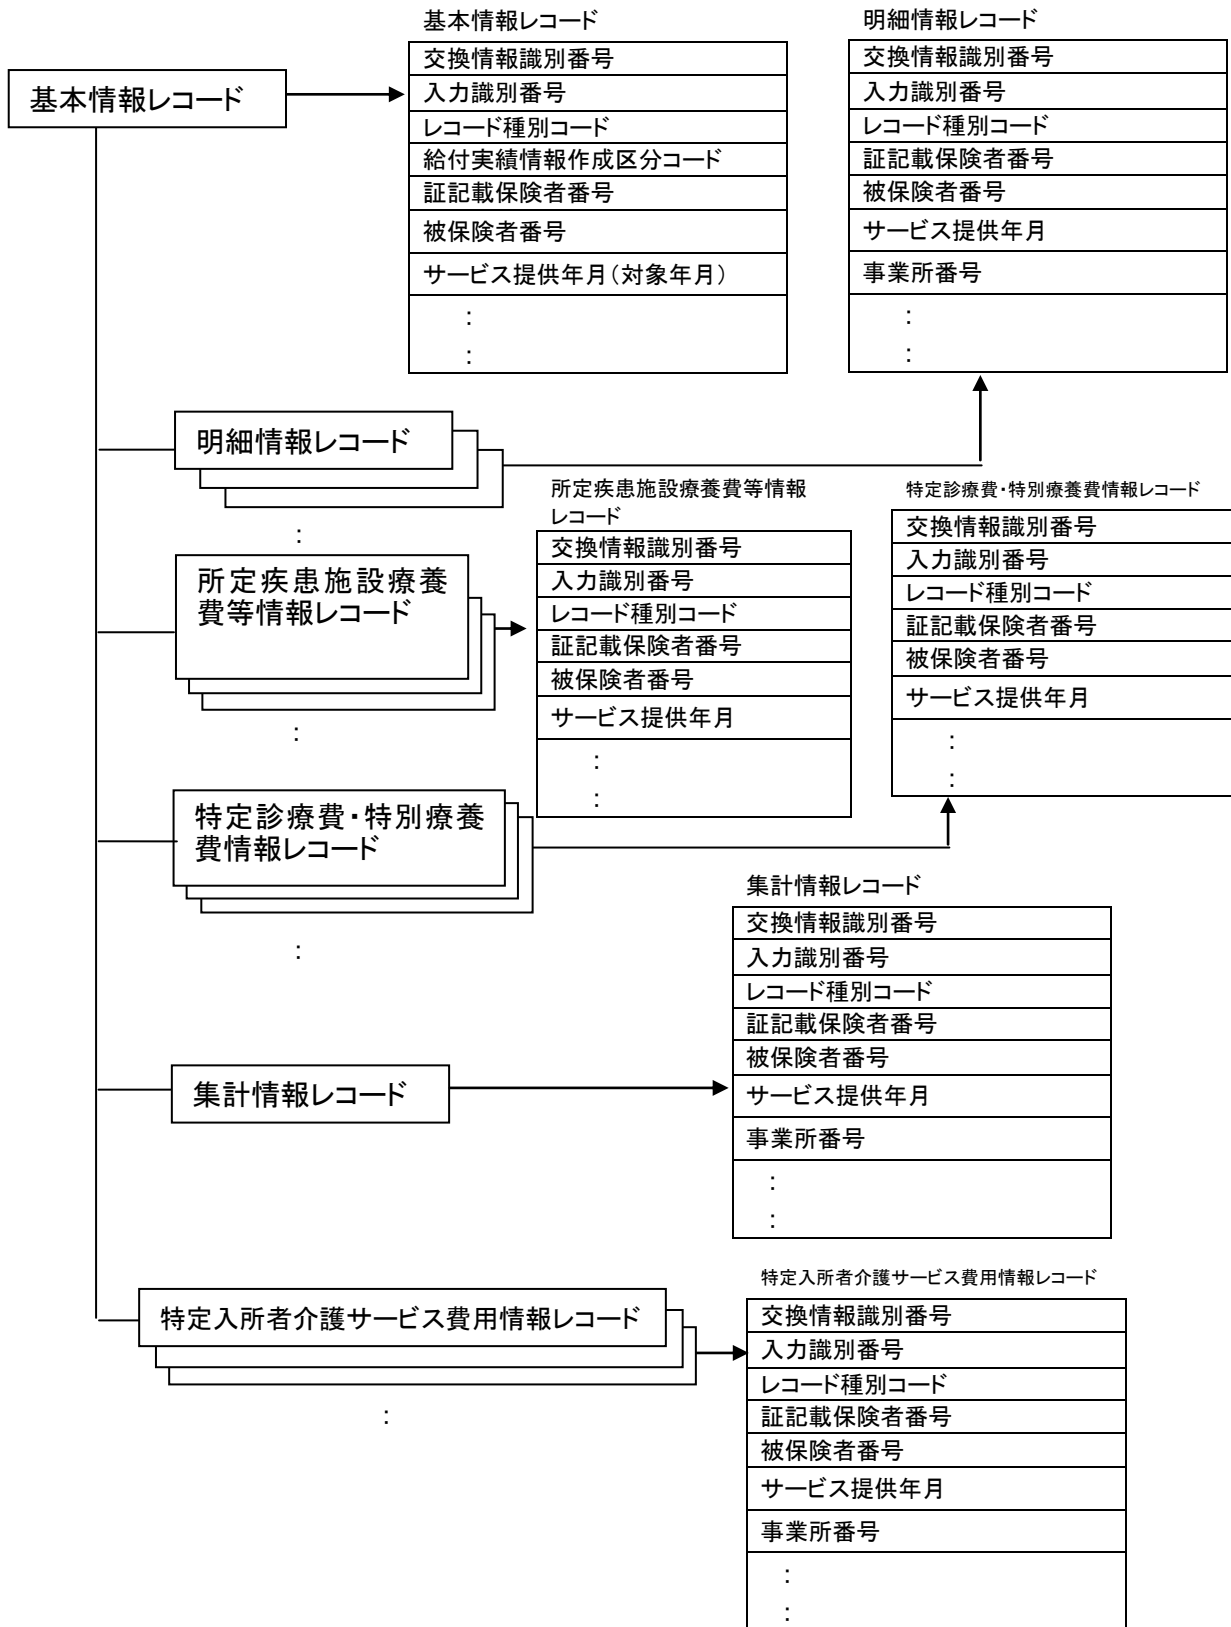 基本情報レコード
基本情報レコード
交換情報識別番号
入力識別番号
レコード種別コード
給付実績情報作成区分コード
証記載保険者番号
被保険者番号
サービス提供年月(対象年月)
:
:
明細情報レコード
交換情報識別番号
入力識別番号
レコード種別コード
証記載保険者番号
被保険者番号
サービス提供年月
事業所番号
:
:
明細情報レコード
:
所定疾患施設療養
費等情報レコード
:
所定疾患施設療養費等情報
レコード
交換情報識別番号
入力識別番号
レコード種別コード
証記載保険者番号
被保険者番号
サービス提供年月
:
:
特定診療費・特別療養費情報レコード
交換情報識別番号
入力識別番号
レコード種別コード
証記載保険者番号
被保険者番号
サービス提供年月
:
:
特定診療費・特別療養
費情報レコード
:
集計情報レコード
集計情報レコード
交換情報識別番号
入力識別番号
レコード種別コード
証記載保険者番号
被保険者番号
サービス提供年月
事業所番号
:
:
特定入所者介護サービス費用情報レコード
:
特定入所者介護サービス費用情報レコード
交換情報識別番号
入力識別番号
レコード種別コード
証記載保険者番号
被保険者番号
サービス提供年月
事業所番号
:
: